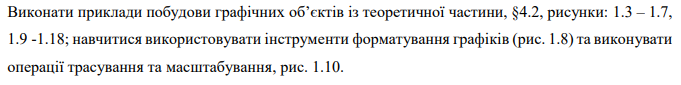 Виконати приклади побудови графічних об’єктів із теоретичної частини, §4.2, рисунки: 1.3 – 1.7,
1.9 -1.18; навчитися використовувати інструменти форматування графіків (рис. 1.8) та виконувати
операції трасування та масштабування, рис. 1.10.